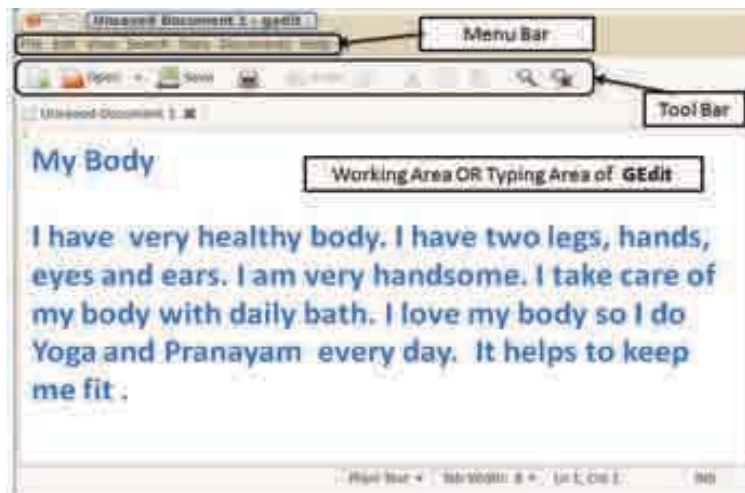 Unsaved Document 1 - gedit
File Edit View Search Tools Documents Help
Menu Bar
Open Save
Tool Bar
Unsaved Document 1
My Body
Working Area OR Typing Area of GEdit
I have very healthy body. I have two legs, hands,
eyes and ears. I am very handsome. I take care of
my body with daily bath. I love my body so I do
Yoga and Pranayam every day. It helps to keep
me fit .
Plain Text Tab Width: 8 Ln 1, Col 1 INS